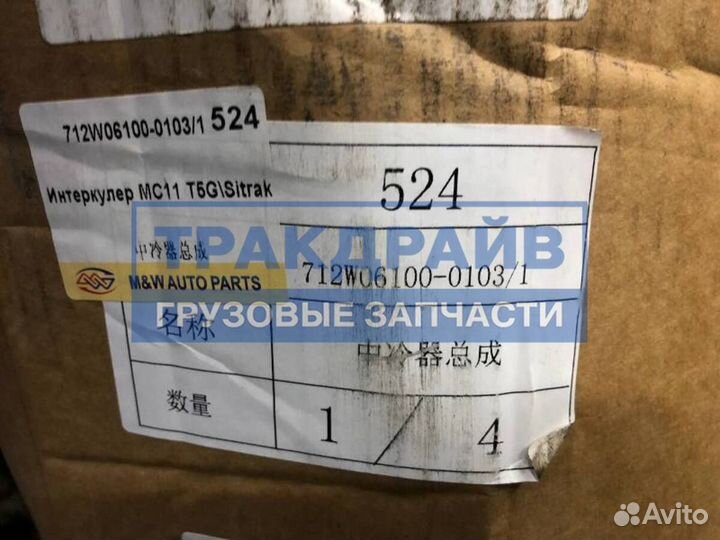 712W06100-0103/1 524
Интеркулер MC11 T5G\Sitrak
中冷器总成
M&W AUTO PARTS
524
712W06100-0103/1
名称
中冷器总成
数量
1 / 4
ТРАКДРАЙВ
ГРУЗОВЫЕ ЗАПЧАСТИ
Avito